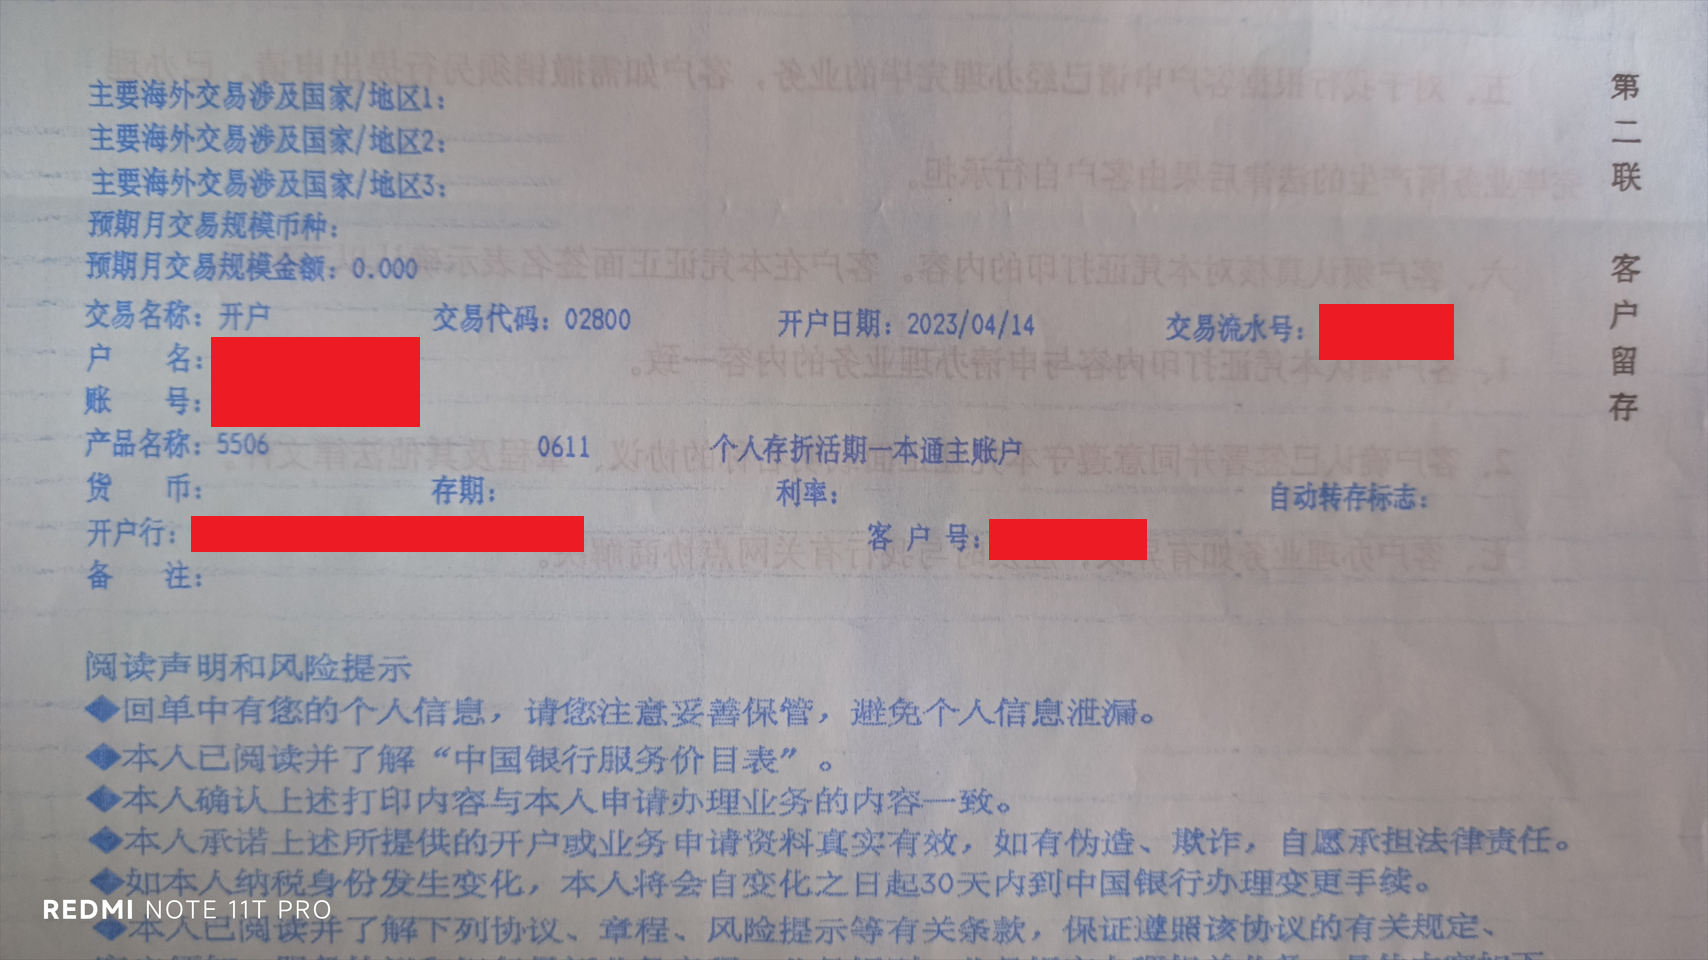 主要海外交易涉及国家/地区1:
主要海外交易涉及国家/地区2:
主要海外交易涉及国家/地区3:
预期月交易规模币种:
预期月交易规模金额: 0.000
交易名称: 开户 交易代码: 02800 开户日期: 2023/04/14 交易流水号:
户 名:
账 号:
产品名称: 5506 0611 个人存折活期一本通主账户
货 币: 存期: 利率: 自动转存标志:
开户行: 客 户 号:
备 注:
阅读声明和风险提示
◆回单中有您的个人信息，请您注意妥善保管，避免个人信息泄漏。
◆本人已阅读并了解“中国银行服务价目表”。
◆本人确认上述打印内容与本人申请办理业务的内容一致。
◆本人承诺上述所提供的开户或业务申请资料真实有效，如有伪造、欺诈，自愿承担法律责任。
◆如本人纳税身份发生变化，本人将会自变化之日起30天内到中国银行办理变更手续。
◆本人已阅读并了解下列协议、章程、风险提示等有关条款，保证遵照该协议的有关规定、
第二联 客户留存
REDMI NOTE 11T PRO